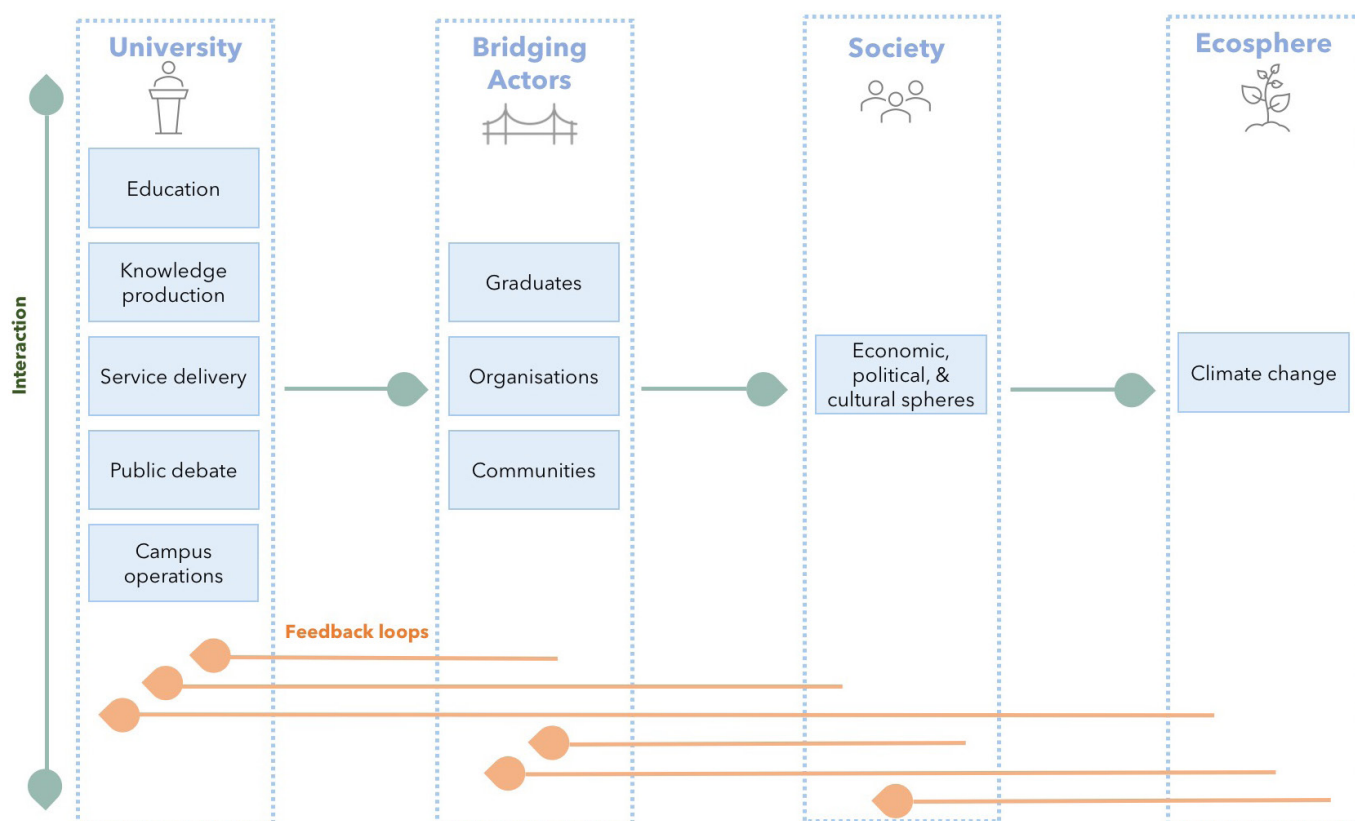 University
Bridging
Actors
Society
Ecosphere
Interaction
Education
Knowledge
production
Service delivery
Public debate
Campus
operations
Graduates
Organisations
Communities
Economic,
political, &
cultural spheres
Climate change
Feedback loops